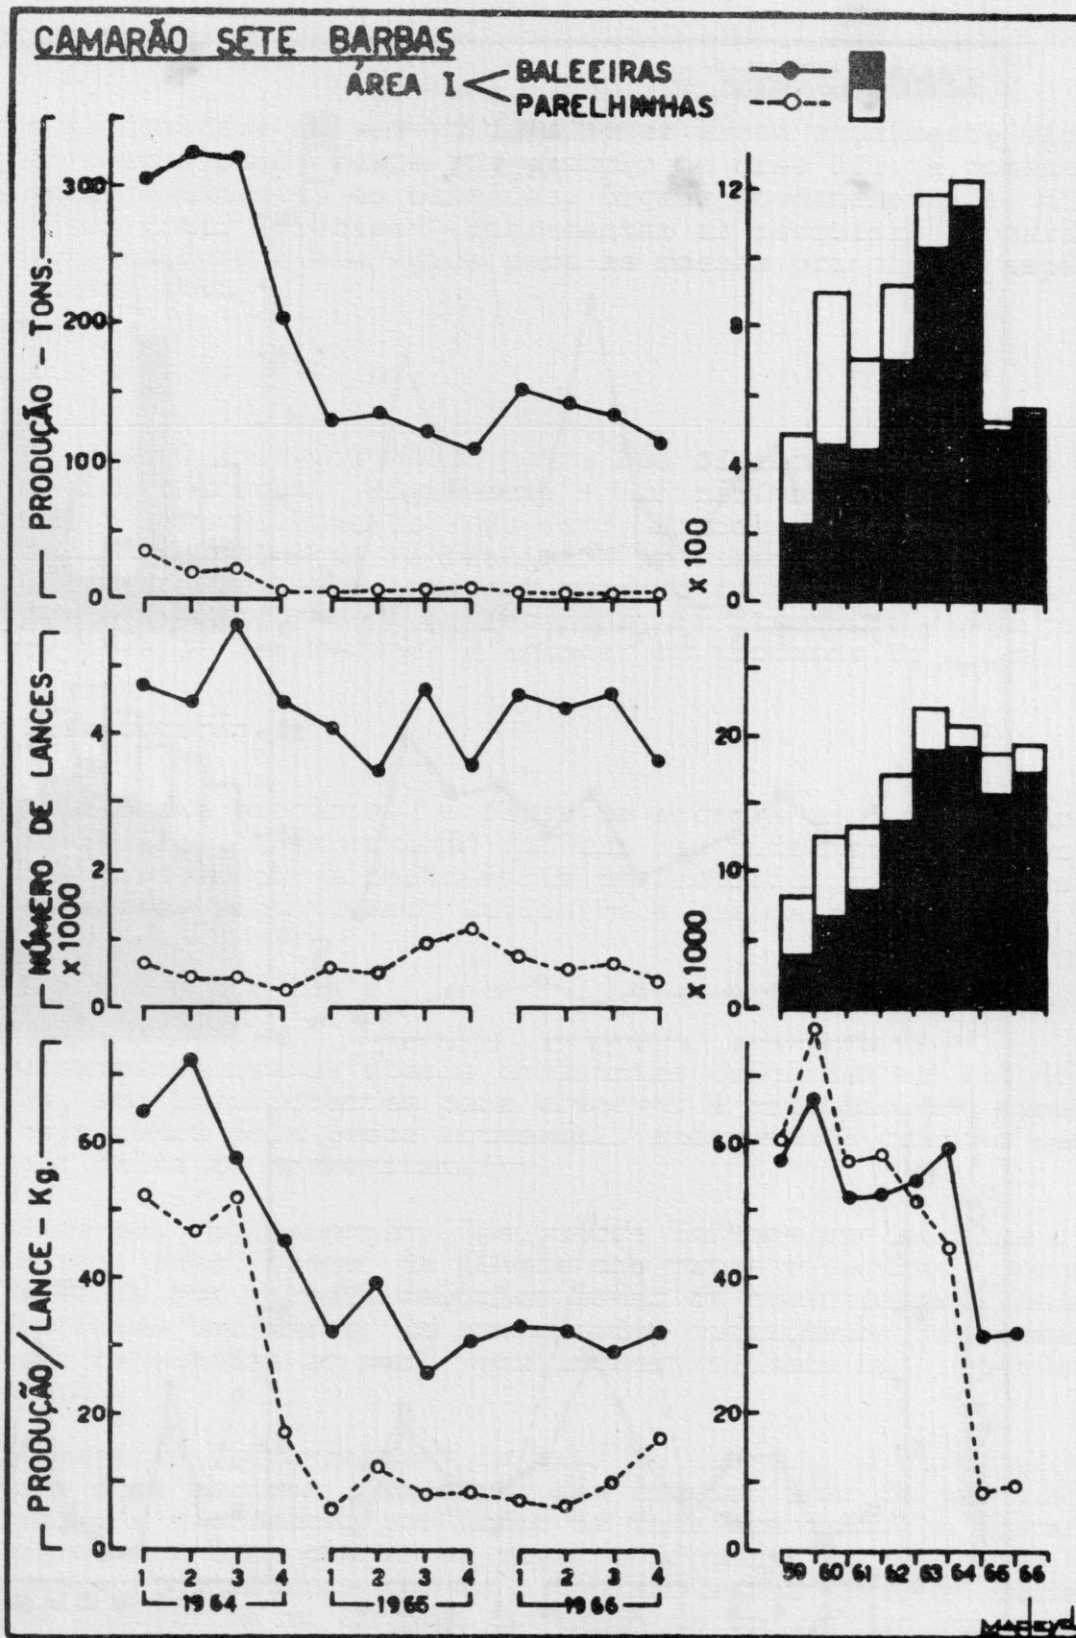 CAMARÃO SETE BARBAS
ÁREA I
BALEEIRAS
PARELHINHAS
PRODUÇÃO - TONS.
300
200
100
0
X 100
12
8
4
0
NÚMERO DE LANCES
X 1000
4
2
0
X 1000
20
10
0
PRODUÇÃO/LANCE - Kg.
60
40
20
0
60
40
20
0
1 2 3 4 1 2 3 4 1 2 3 4
1964 1965 1966
59 60 61 62 63 64 65 66